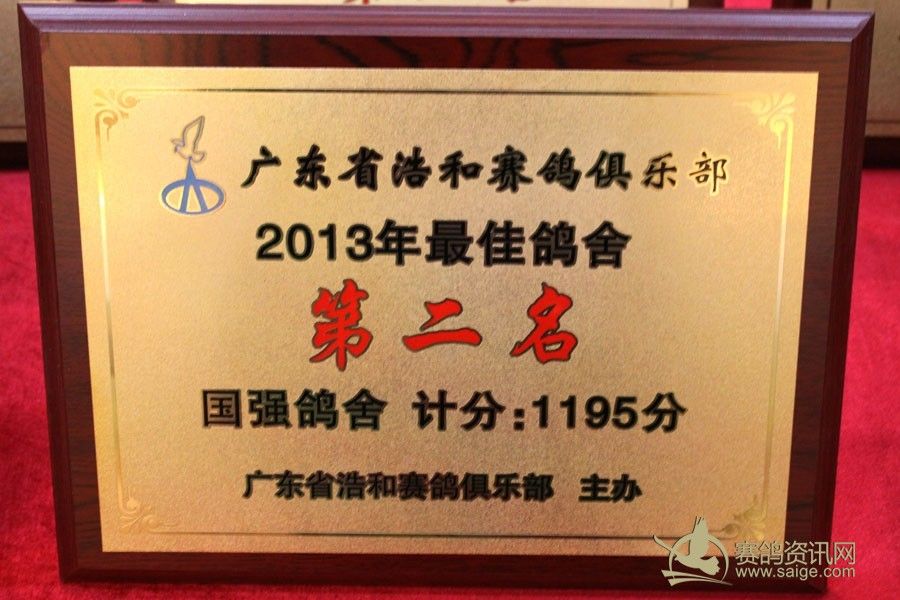 广东省浩和赛鸽俱乐部
2013年最佳鸽舍
第二名
国强鸽舍 计分:1195分
广东省浩和赛鸽俱乐部 主办
赛鸽资讯网
www.saige.com